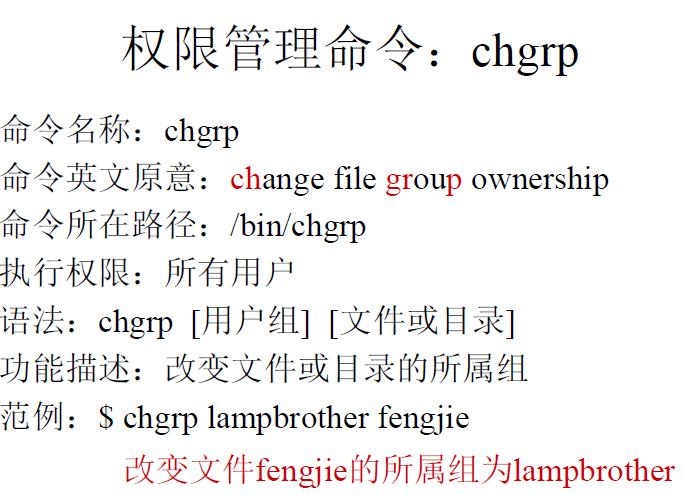 权限管理命令：chgrp
命令名称：chgrp
命令英文原意：change file group ownership
命令所在路径：/bin/chgrp
执行权限：所有用户
语法：chgrp [用户组] [文件或目录]
功能描述：改变文件或目录的所属组
范例：$ chgrp lampbrother fengjie
改变文件fengjie的所属组为lampbrother